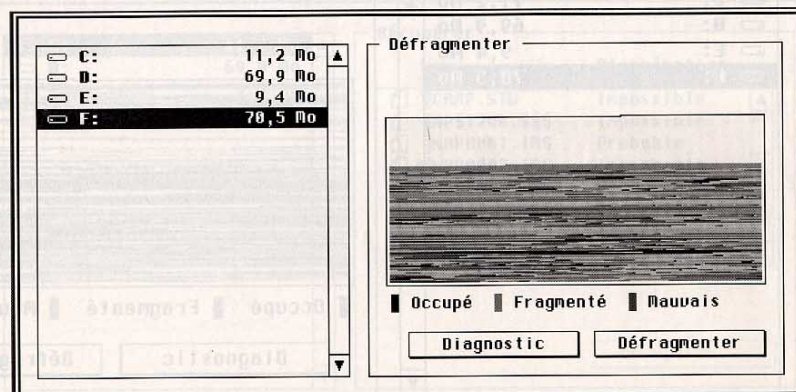 C: 11,2 Mo
D: 69,9 Mo
E: 9,4 Mo
F: 70,5 Mo
Défragmenter
Occupé Fragmenté Mauvais
Diagnostic Défragmenter